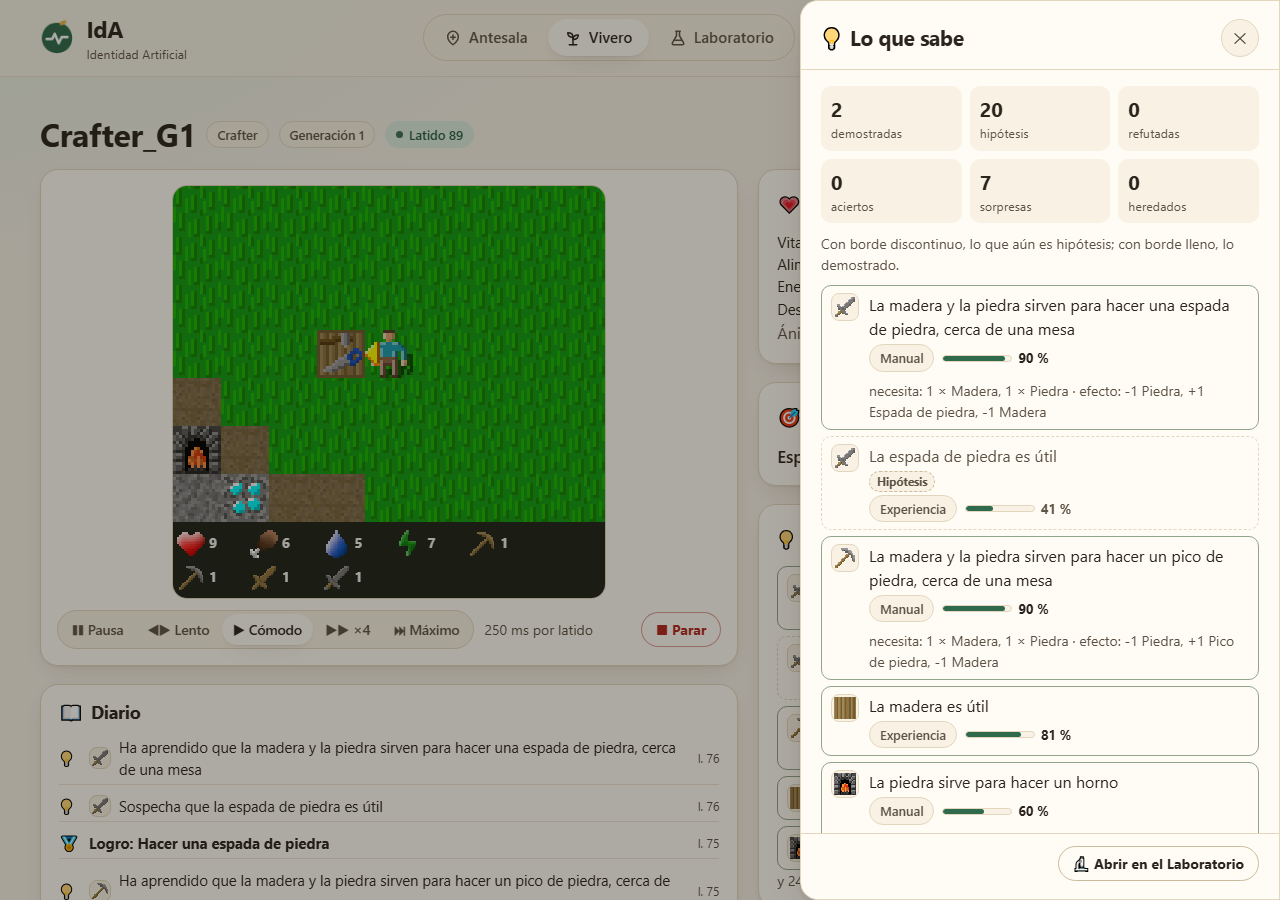 IdA
Identidad Artificial
Antesala
Vivero
Laboratorio
Crafter_G1
Crafter
Generación 1
Latido 89
9
6
5
7
1
1
1
1
Pausa
Lento
Cómodo
×4
Máximo
250 ms por latido
Parar
Diario
Ha aprendido que la madera y la piedra sirven para hacer una espada de piedra, cerca
de una mesa
l. 76
Sospecha que la espada de piedra es útil
l. 76
Logro: Hacer una espada de piedra
l. 75
Ha aprendido que la madera y la piedra sirven para hacer un pico de piedra, cerca de
l. 75
Lo que sabe
2
demostradas
20
hipótesis
0
refutadas
0
aciertos
7
sorpresas
0
heredados
Con borde discontinuo, lo que aún es hipótesis; con borde lleno, lo
demostrado.
La madera y la piedra sirven para hacer una espada
de piedra, cerca de una mesa
Manual
90 %
necesita: 1 × Madera, 1 × Piedra · efecto: -1 Piedra, +1
Espada de piedra, -1 Madera
La espada de piedra es útil
Hipótesis
Experiencia
41 %
La madera y la piedra sirven para hacer un pico de
piedra, cerca de una mesa
Manual
90 %
necesita: 1 × Madera, 1 × Piedra · efecto: -1 Piedra, +1 Pico
de piedra, -1 Madera
La madera es útil
Experiencia
81 %
La piedra sirve para hacer un horno
Manual
60 %
Abrir en el Laboratorio